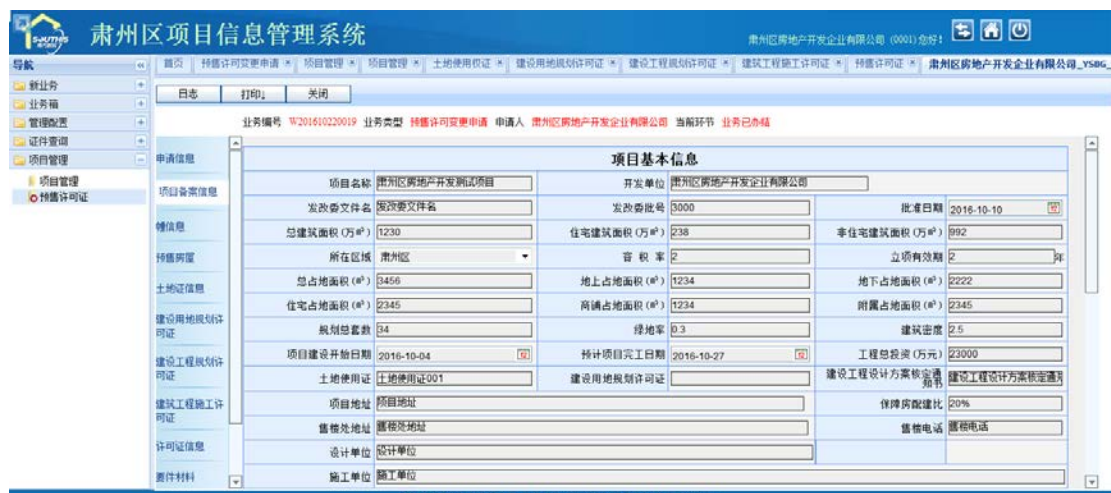 SOUTH
肃州区项目信息管理系统
肃州区房地产开发企业有限公司 (0001)您好!
导航
首页 预售许可变更申请 项目管理 项目管理 土地使用权证 建设用地规划许可证 建设工程规划许可证 建筑工程施工许可证 预售许可证 肃州区房地产开发企业有限公司_YSBG_
新业务
业务箱
管理配置
证件查询
项目管理
项目管理
预售许可证
日志 打印 关闭
业务编号 W201610220019 业务类型 预售许可变更申请 申请人 肃州区房地产开发企业有限公司 当前环节 业务已办结
申请信息
项目备案信息
幢信息
预售房屋
土地证信息
建设用地规划许
可证
建设工程规划许
可证
建筑工程施工许
可证
许可证信息
要件材料
项目基本信息
项目名称 肃州区房地产开发测试项目 开发单位 肃州区房地产开发企业有限公司
发改委文件名 发改委文件名 发改委批号 3000 批准日期 2016-10-10
总建筑面积(万m²) 1230 住宅建筑面积(万m²) 238 非住宅建筑面积(万m²) 992
所在区域 肃州区 容积率 2 立项有效期 2 年
总占地面积(m²) 3456 地上占地面积(m²) 1234 地下占地面积(m²) 2222
住宅占地面积(m²) 2345 商铺占地面积(m²) 1234 附属占地面积(m²) 2345
规划总套数 34 绿地率 0.3 建筑密度 2.5
项目建设开始日期 2016-10-04 预计项目完工日期 2016-10-27 工程总投资(万元) 23000
土地使用证 土地使用证001 建设用地规划许可证 建设工程设计方案核定通知书 建设工程设计方案核定通
项目地址 项目地址 保障房配建比 20%
售楼处地址 售楼处地址 售楼电话 售楼电话
设计单位 设计单位
施工单位 施工单位